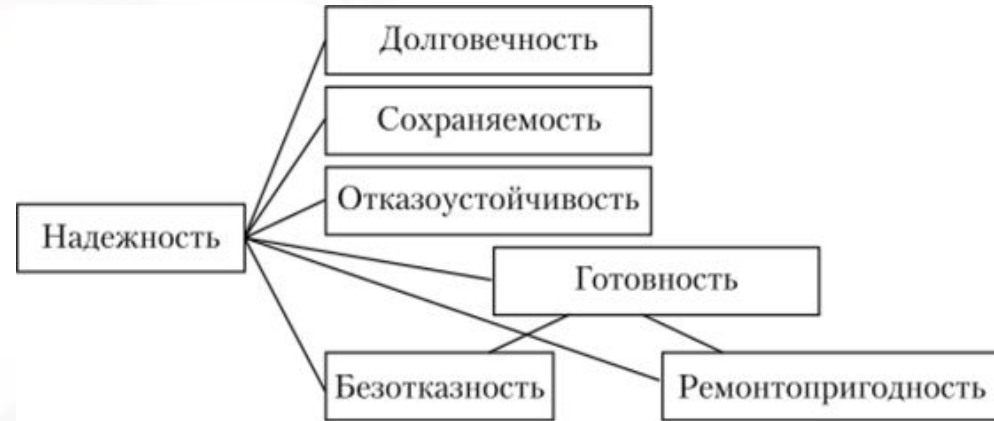 Долговечность
Сохраняемость
Отказоустойчивость
Надежность
Готовность
Безотказность
Ремонтопригодность